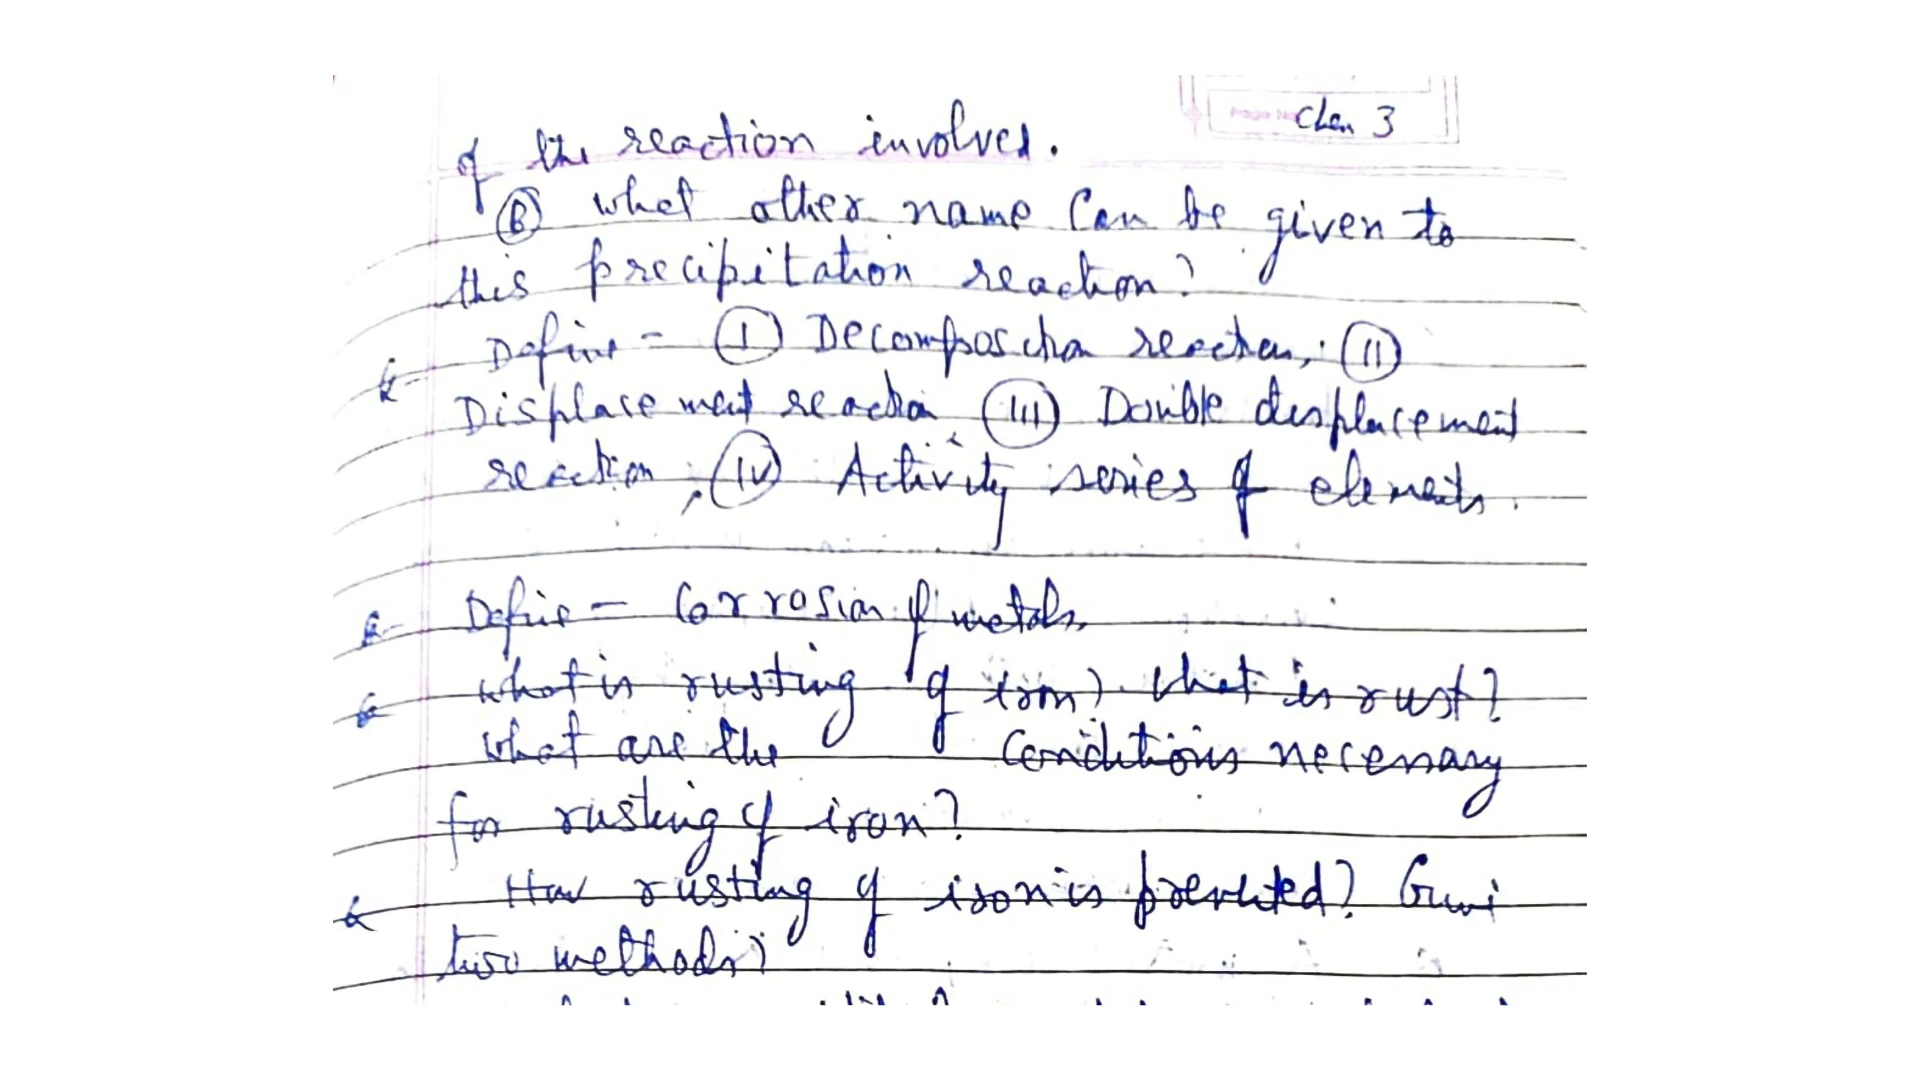 Chem 3
of the reaction involved.
(B) what other name can be given to
this precipitation reaction?
Q- Define - (I) Decomposition reaction, (II)
Displacement reaction (III) Double displacement
reaction, (IV) Activity series of elements.
Q- Define - Corrosion of metals.
Q- What is rusting of iron? What is rust?
What are the conditions necessary
for rusting of iron?
Q- How rusting of iron is prevented? Give
two methods?